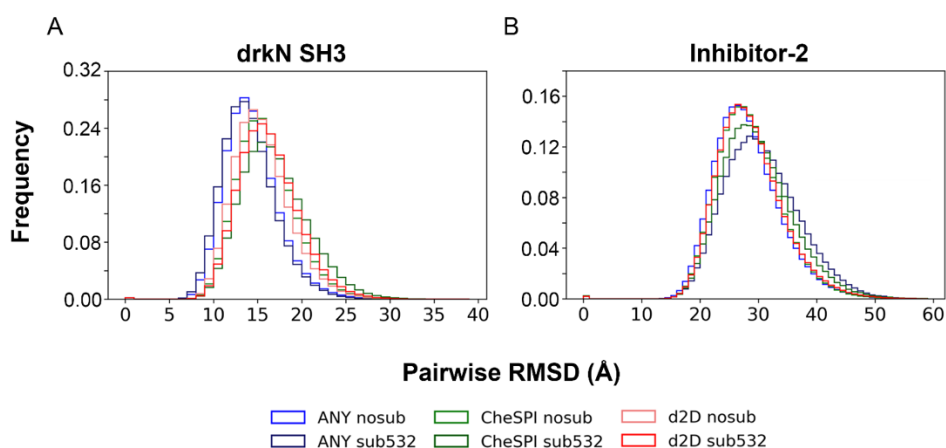 A
drkN SH3
B
Inhibitor-2
0.32
0.24
0.16
0.08
0.00
0 5 10 15 20 25 30 35 40
0.16
0.12
0.08
0.04
0.00
0 10 20 30 40 50 60
Frequency
Pairwise RMSD (Å)
ANY nosub CheSPI nosub d2D nosub
ANY sub532 CheSPI sub532 d2D sub532